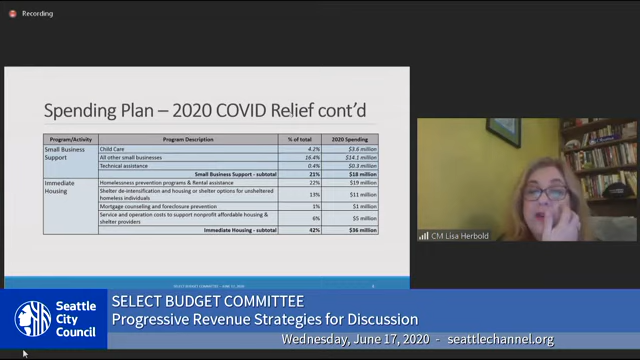 Recording
Spending Plan – 2020 COVID Relief cont'd
Program/Activity Program Description % of total 2020 Spending
Small Business Support Child Care 4.2% $3.6 million
All other small businesses 16.4% $14.1 million
Technical assistance 0.4% $0.3 million
Small Business Support - subtotal 21% $18 million
Immediate Housing Homelessness prevention programs & Rental assistance 22% $19 million
Shelter de-intensification and housing or shelter options for unsheltered
homeless individuals 13% $11 million
Mortgage counseling and foreclosure prevention 1% $1 million
Service and operation costs to support nonprofit affordable housing &
shelter providers 6% $5 million
Immediate Housing - subtotal 42% $36 million
SELECT BUDGET COMMITTEE – JUNE 17, 2020
CM Lisa Herbold
Seattle
City
Council
SELECT BUDGET COMMITTEE
Progressive Revenue Strategies for Discussion
Wednesday, June 17, 2020 - seattlechannel.org